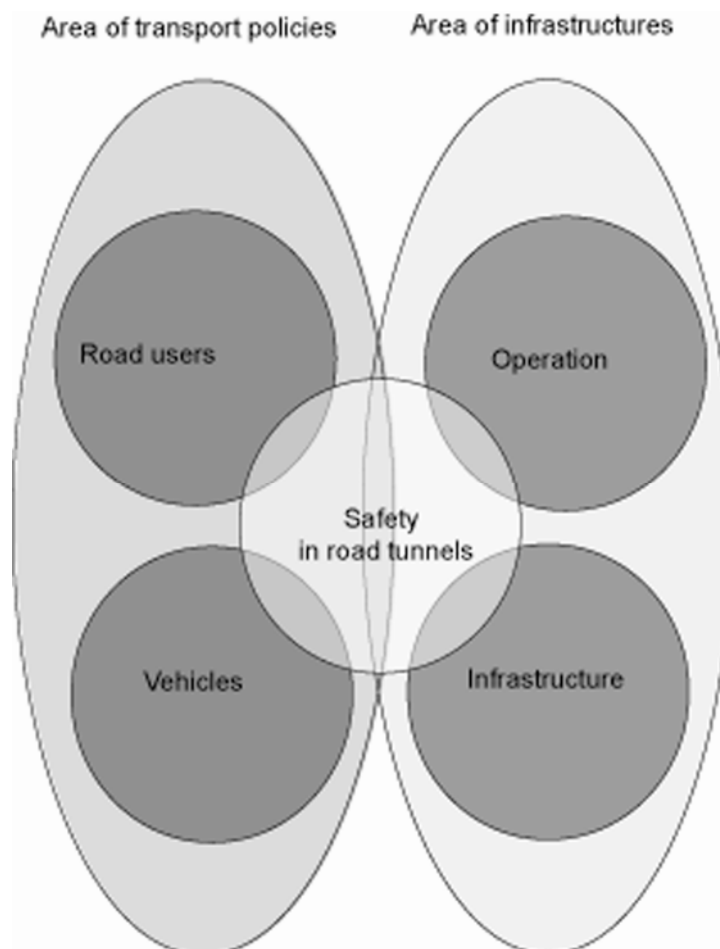 Area of transport policies
Area of infrastructures
Road users
Operation
Safety
in road tunnels
Vehicles
Infrastructure